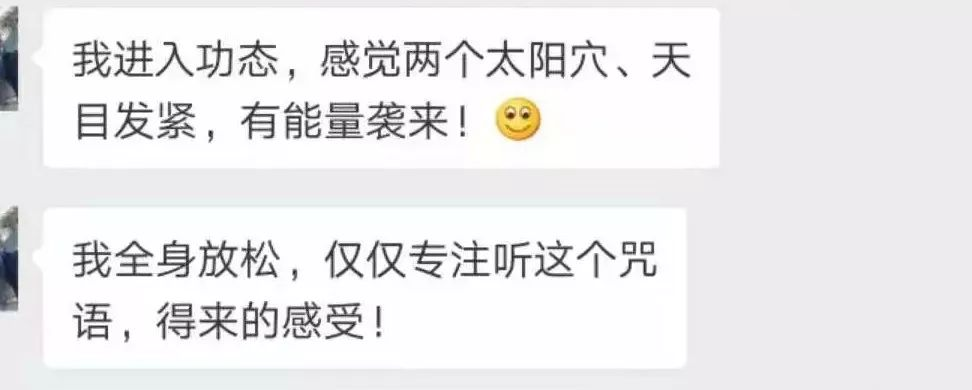 我进入功态，感觉两个太阳穴、天
目发紧，有能量袭来！
我全身放松，仅仅专注听这个咒
语，得来的感受！